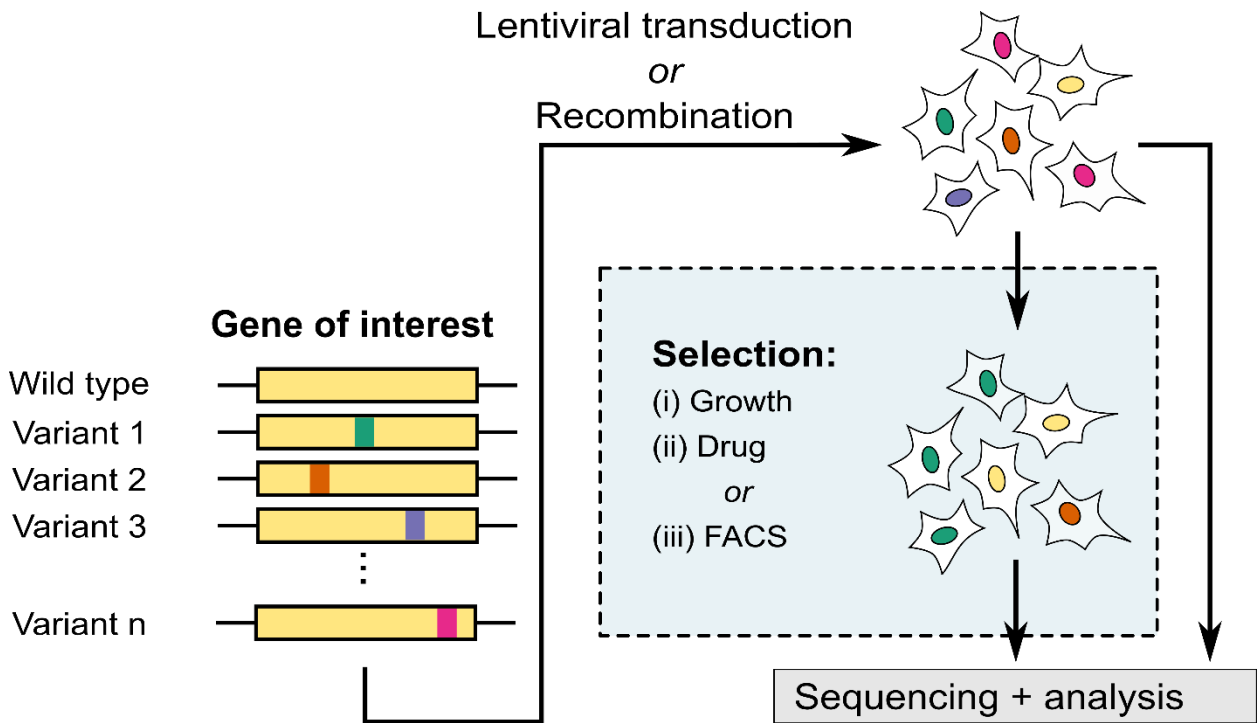 Lentiviral transduction
or
Recombination
Gene of interest
Wild type
Variant 1
Variant 2
Variant 3
⋮
Variant n
Selection:
(i) Growth
(ii) Drug
or
(iii) FACS
Sequencing + analysis